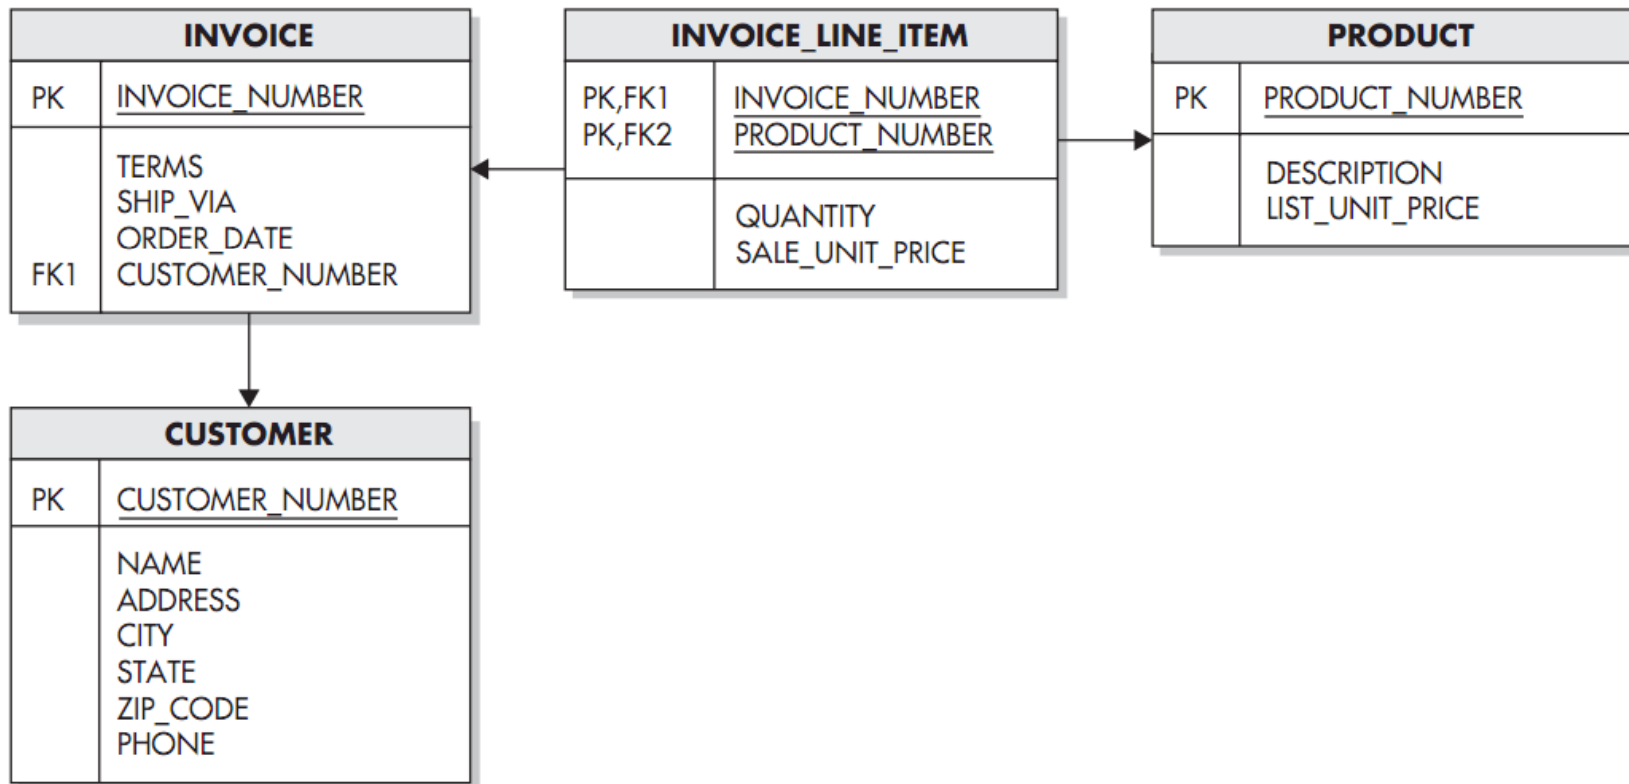 INVOICE
PK INVOICE_NUMBER
TERMS
SHIP_VIA
ORDER_DATE
FK1 CUSTOMER_NUMBER
INVOICE_LINE_ITEM
PK,FK1 INVOICE_NUMBER
PK,FK2 PRODUCT_NUMBER
QUANTITY
SALE_UNIT_PRICE
PRODUCT
PK PRODUCT_NUMBER
DESCRIPTION
LIST_UNIT_PRICE
CUSTOMER
PK CUSTOMER_NUMBER
NAME
ADDRESS
CITY
STATE
ZIP_CODE
PHONE